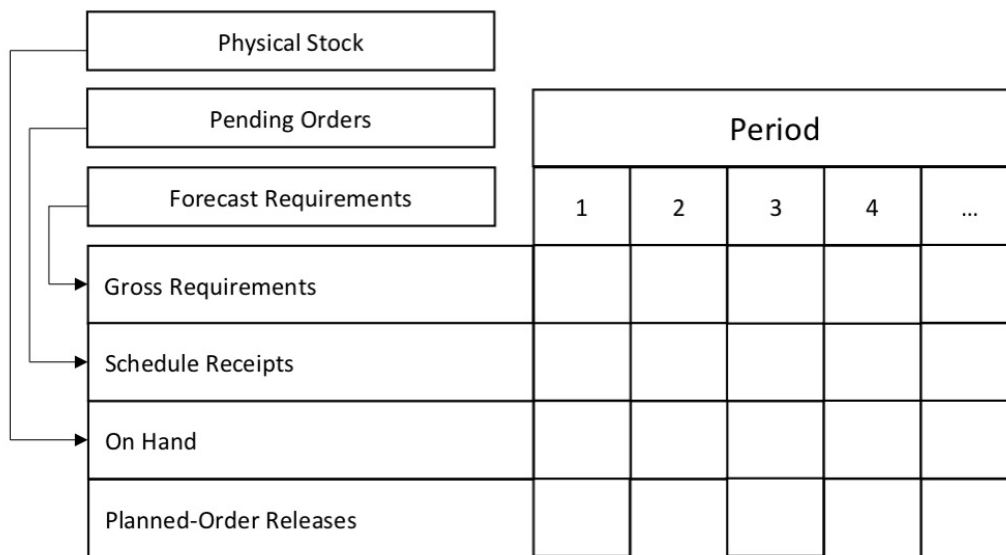 Physical Stock
Pending Orders
Period
Forecast Requirements
1 2 3 4 ...
Gross Requirements
Schedule Receipts
On Hand
Planned-Order Releases